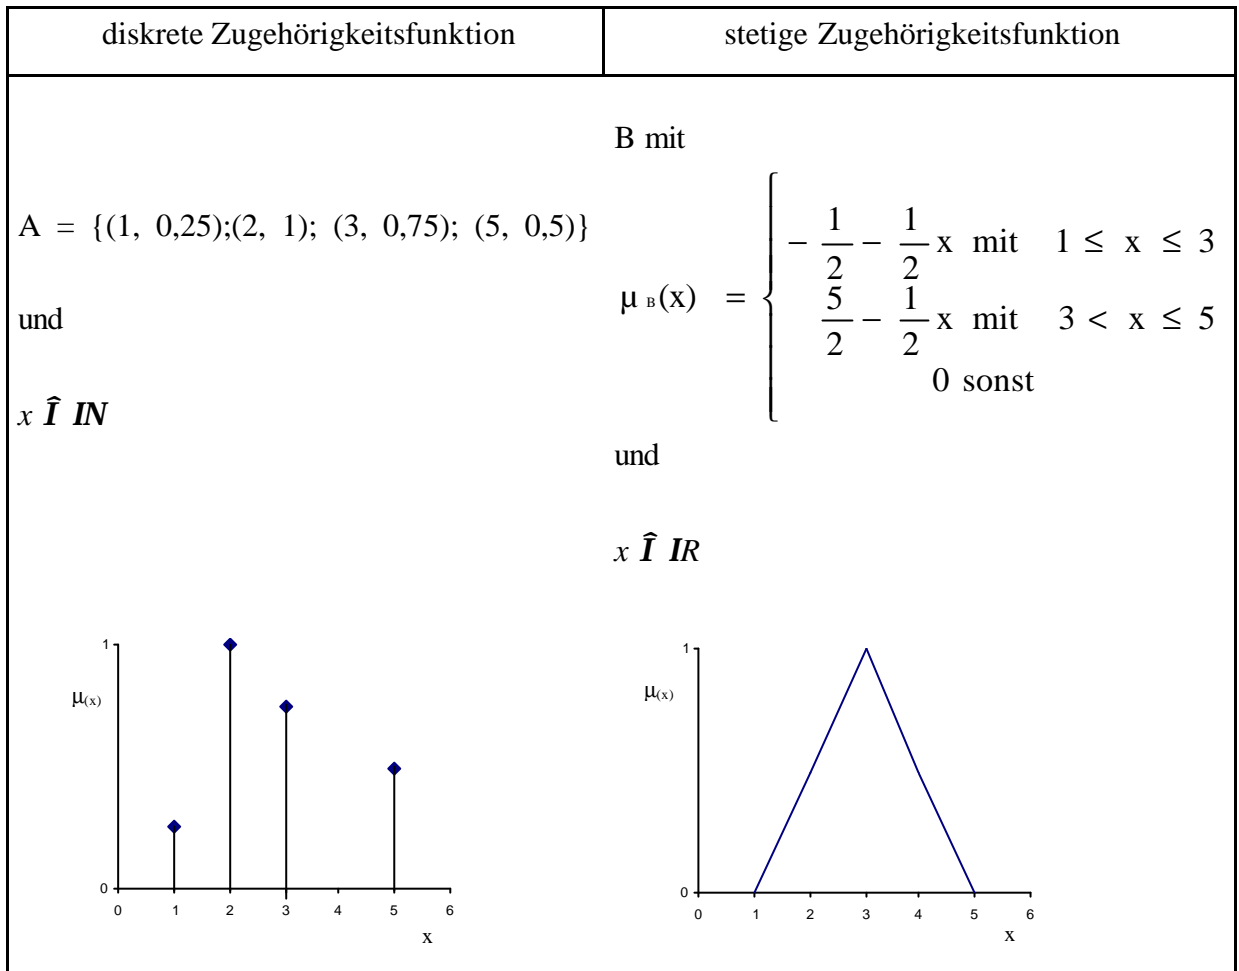 diskrete Zugehörigkeitsfunktion
stetige Zugehörigkeitsfunktion
A = {(1, 0,25);(2, 1); (3, 0,75); (5, 0,5)}
und
x Î IN
1
μ(x)
0
0 1 2 3 4 5 6
x
B mit
μ B(x) = { − 1/2 − 1/2 x mit 1 ≤ x ≤ 3
5/2 − 1/2 x mit 3 < x ≤ 5
0 sonst
und
x Î IR
1
μ(x)
0
0 1 2 3 4 5 6
x